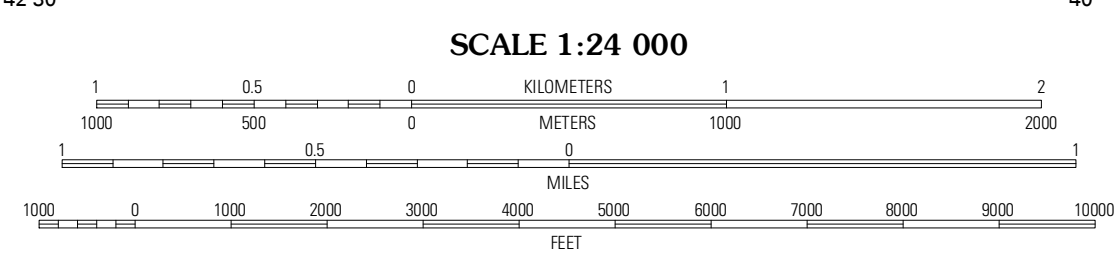 42'30" 40'
SCALE 1:24 000
1 0.5 0 KILOMETERS 1 2
1000 500 0 METERS 1000 2000
1 0.5 0 1
MILES
1000 0 1000 2000 3000 4000 5000 6000 7000 8000 9000 10000
FEET